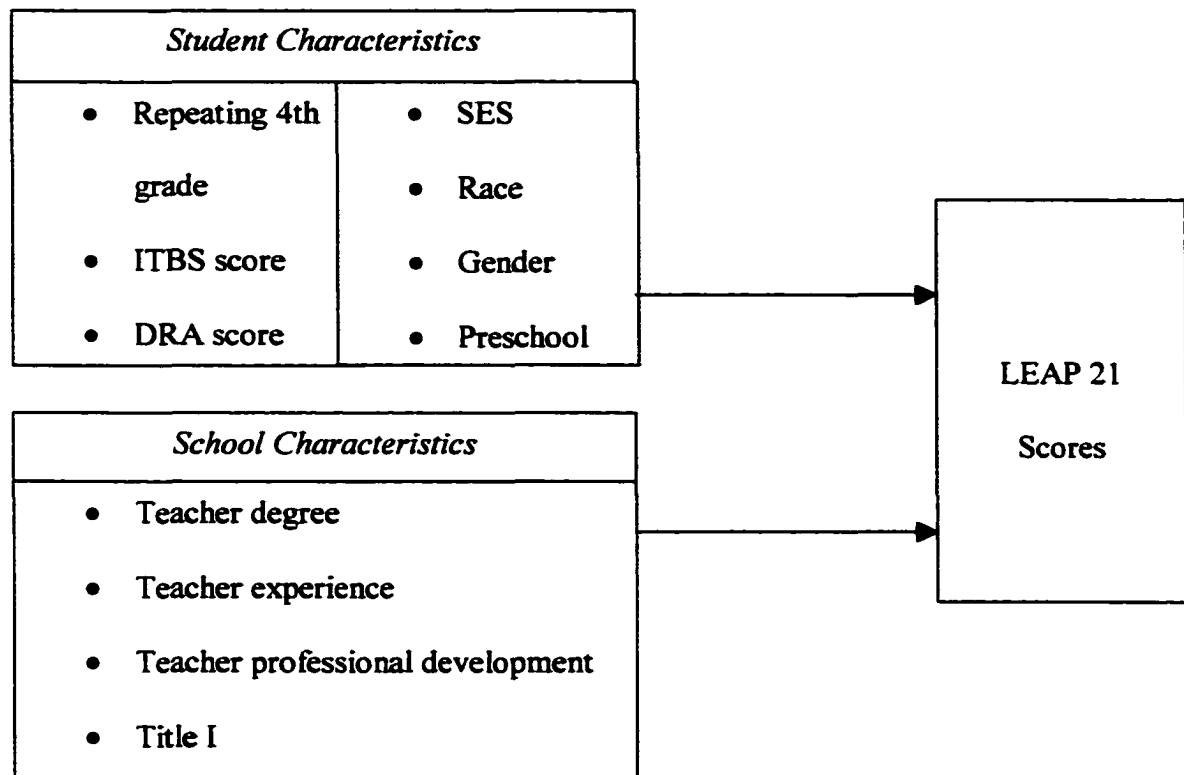 Student Characteristics
• Repeating 4th
grade
• ITBS score
• DRA score
• SES
• Race
• Gender
• Preschool
School Characteristics
• Teacher degree
• Teacher experience
• Teacher professional development
• Title I
LEAP 21
Scores